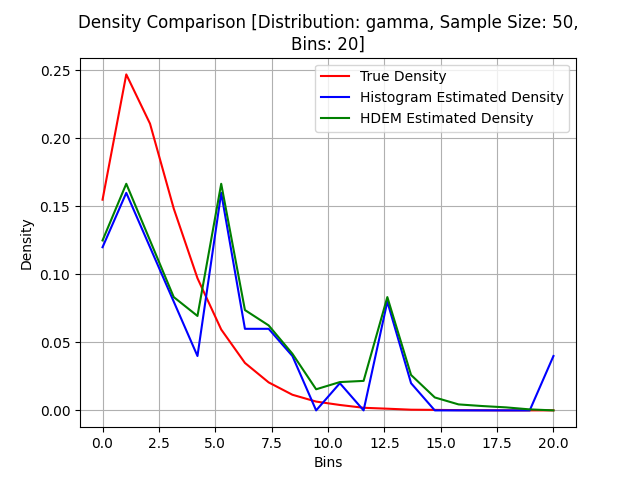 Density Comparison [Distribution: gamma, Sample Size: 50,
Bins: 20]
True Density
Histogram Estimated Density
HDEM Estimated Density
Density
0.25
0.20
0.15
0.10
0.05
0.00
0.0 2.5 5.0 7.5 10.0 12.5 15.0 17.5 20.0
Bins